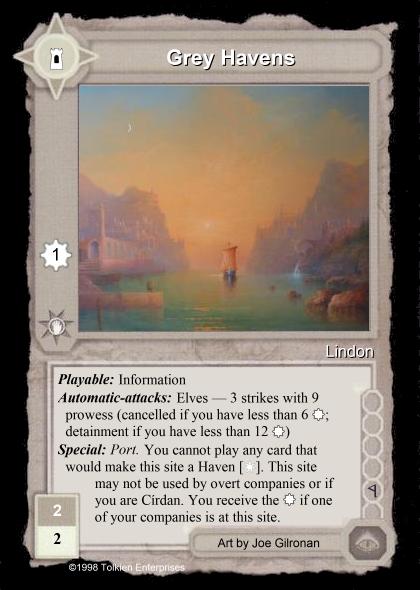 Grey Havens
1
Lindon
Playable: Information
Automatic-attacks: Elves — 3 strikes with 9
prowess (cancelled if you have less than 6 ;
detainment if you have less than 12 )
Special: Port. You cannot play any card that
would make this site a Haven [ ]. This site
may not be used by overt companies or if
you are Círdan. You receive the if one
of your companies is at this site.
2
2
Art by Joe Gilronan
©1998 Tolkien Enterprises